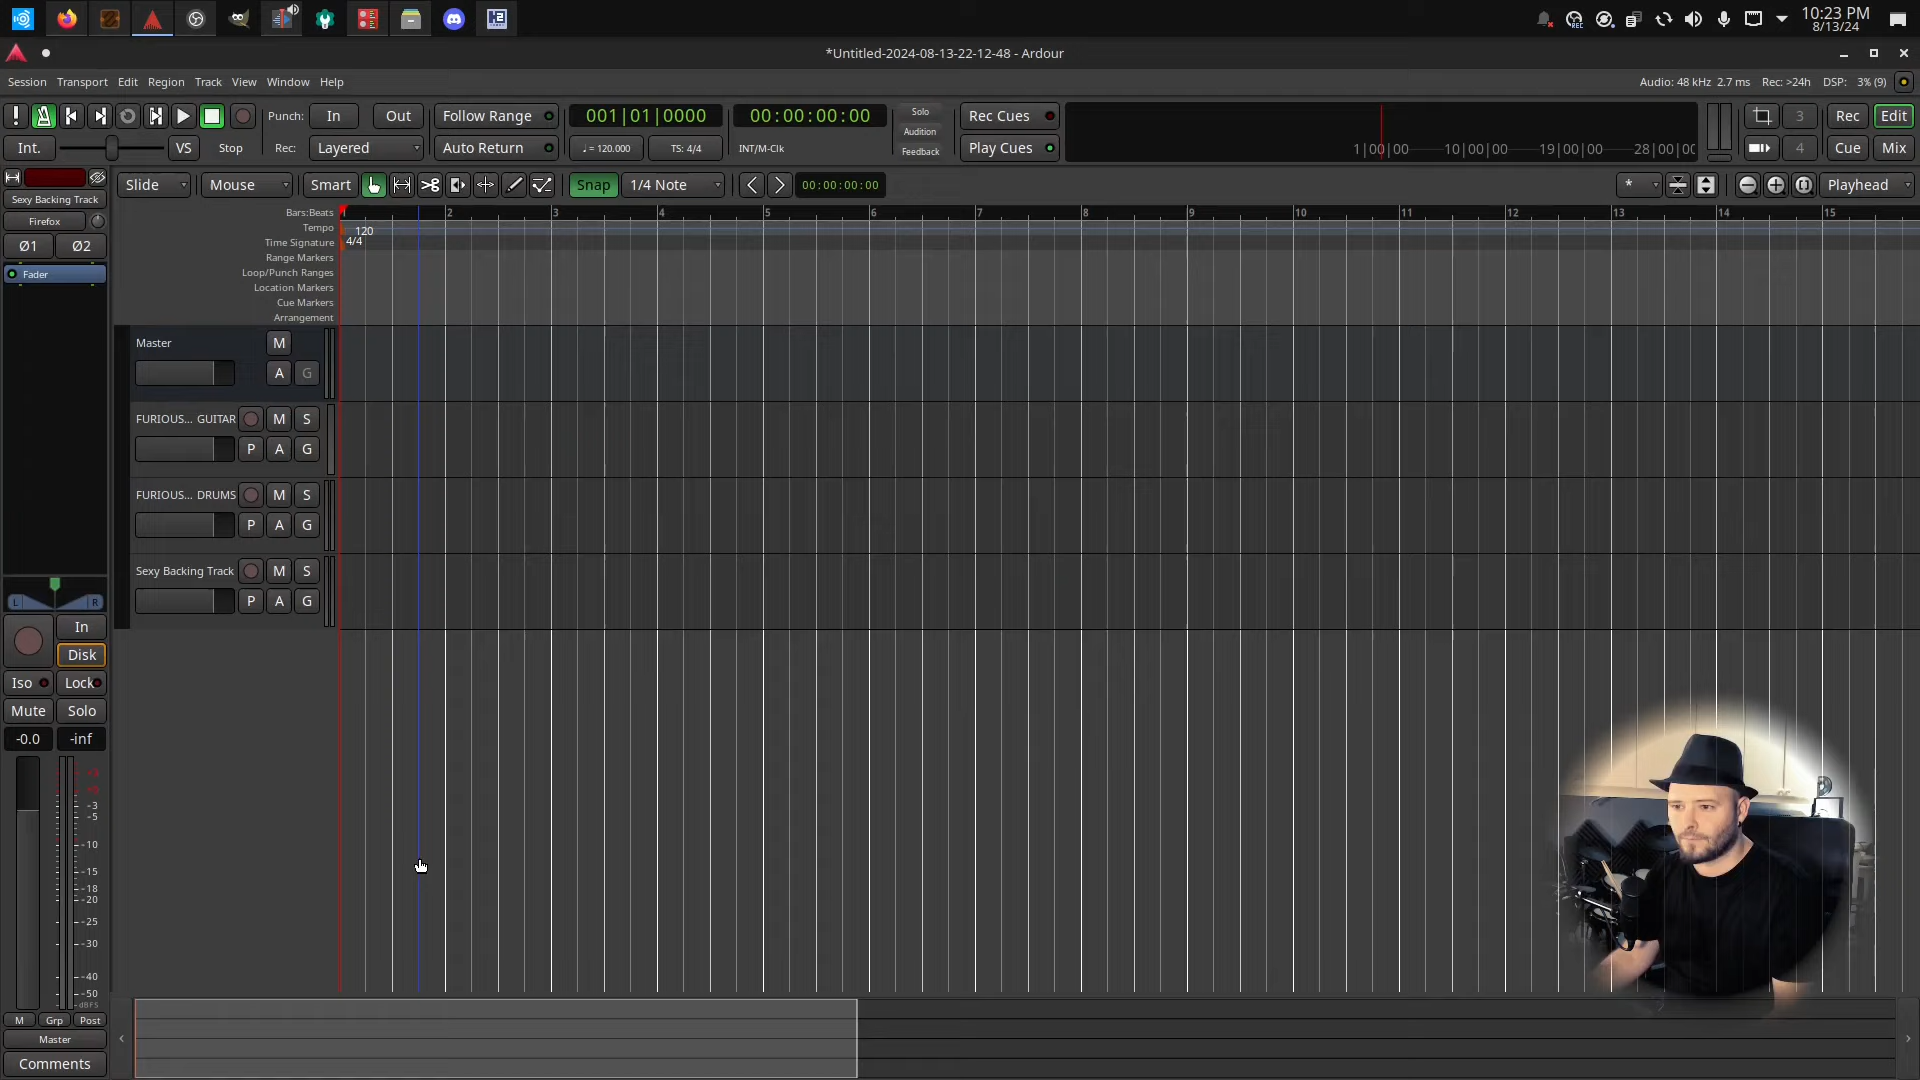 10:23 PM
8/13/24
*Untitled-2024-08-13-22-12-48 - Ardour
Session Transport Edit Region Track View Window Help
Audio: 48 kHz 2.7 ms Rec: >24h DSP: 3% (9)
Punch: In Out Follow Range 001|01|0000 00:00:00:00 Solo Rec Cues 3 Rec Edit
Audition
Int. VS Stop Rec: Layered Auto Return ♩ = 120.000 TS: 4/4 INT/M-Clk Feedback Play Cues 1|00|00 10|00|00 19|00|00 28|00|00 4 Cue Mix
Slide Mouse Smart Snap 1/4 Note 00:00:00:00 * Playhead
Sexy Backing Track
Firefox
Ø1 Ø2
Fader
L R
In
Disk
Iso Lock
Mute Solo
-0.0 -inf
-3
-5
-10
-15
-18
-20
-25
-30
-40
-50
dBFS
M Grp Post
Master
Comments
Bars:Beats 2 3 4 5 6 7 8 9 10 11 12 13 14 15
Tempo 120
Time Signature 4/4
Range Markers
Loop/Punch Ranges
Location Markers
Cue Markers
Arrangement
Master M
A G
FURIOUS... GUITAR M S
P A G
FURIOUS... DRUMS M S
P A G
Sexy Backing Track M S
P A G